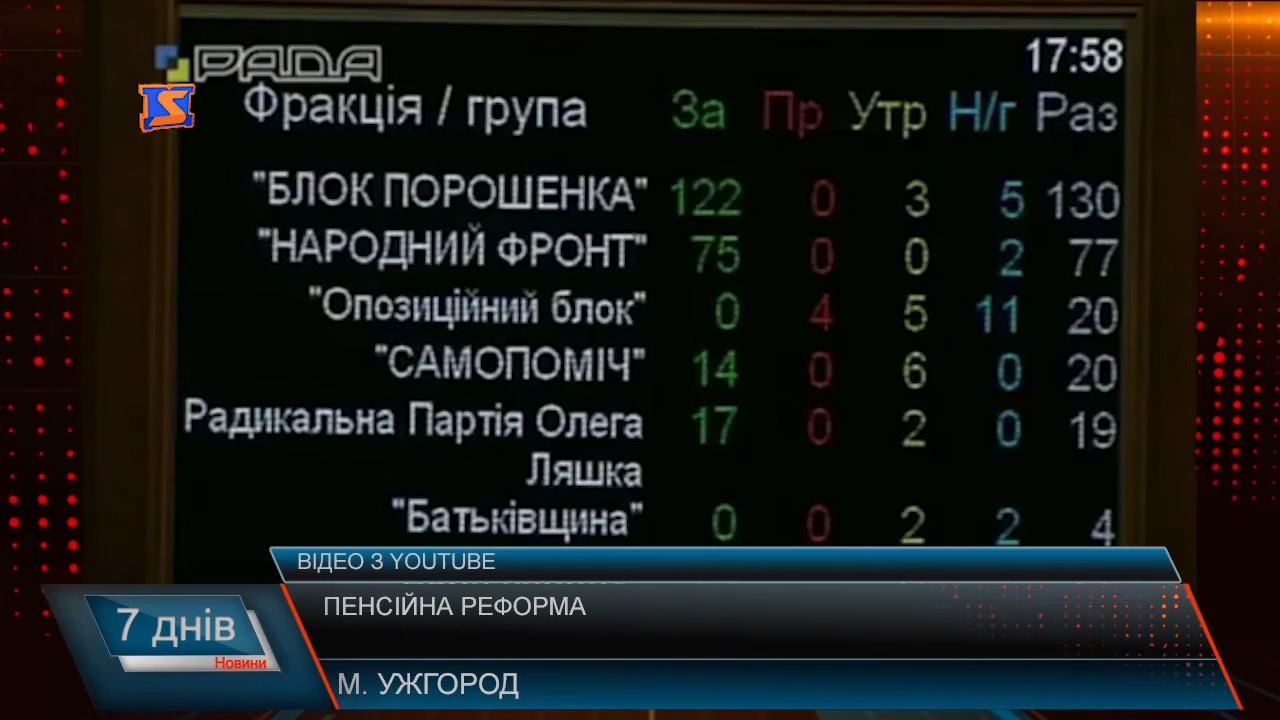 РАДА
17:58
Фракція / група За Пр Утр Н/г Раз
"БЛОК ПОРОШЕНКА" 122 0 3 5 130
"НАРОДНИЙ ФРОНТ" 75 0 0 2 77
"Опозиційний блок" 0 4 5 11 20
"САМОПОМІЧ" 14 0 6 0 20
Радикальна Партія Олега 17 0 2 0 19
Ляшка
"Батьківщина" 0 0 2 2 4
ВІДЕО З YOUTUBE
ПЕНСІЙНА РЕФОРМА
7 днів
Новини
М. УЖГОРОД